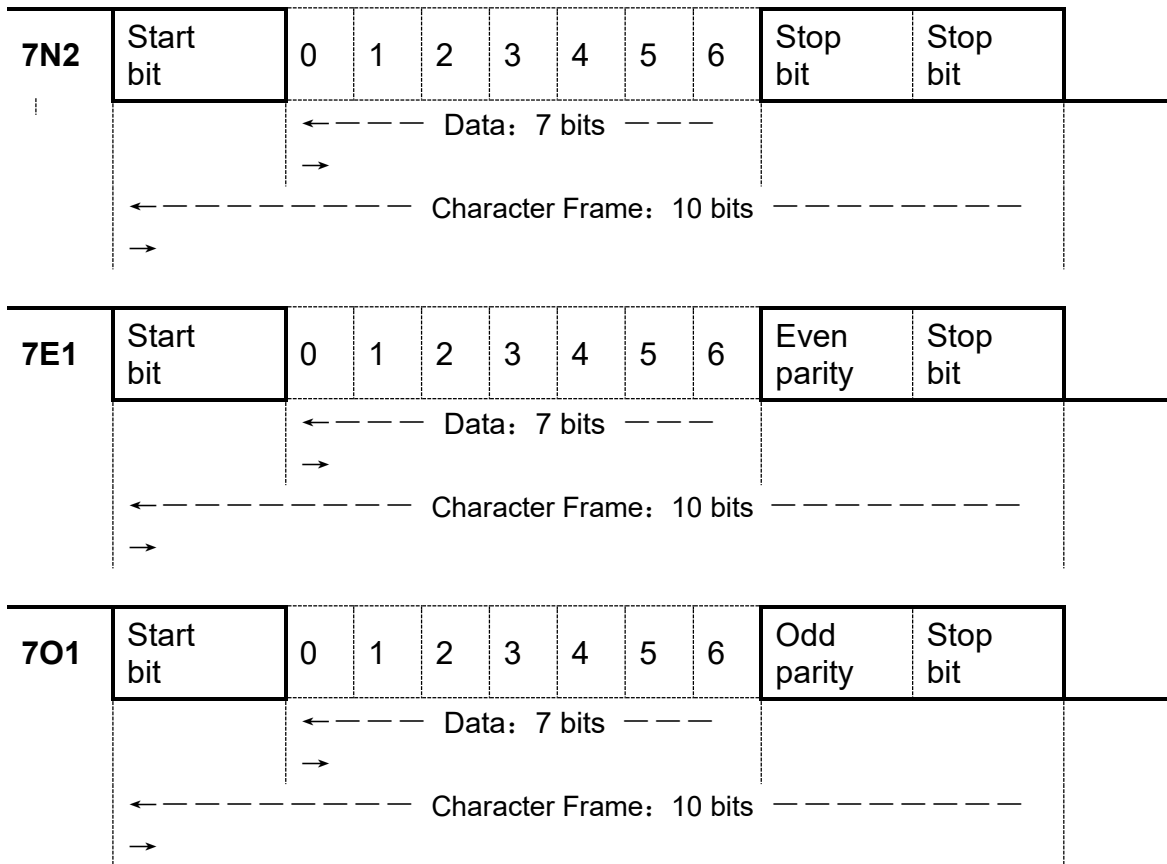 7N2 Start bit 0 1 2 3 4 5 6 Stop bit Stop bit
Data：7 bits
Character Frame：10 bits
7E1 Start bit 0 1 2 3 4 5 6 Even parity Stop bit
Data：7 bits
Character Frame：10 bits
7O1 Start bit 0 1 2 3 4 5 6 Odd parity Stop bit
Data：7 bits
Character Frame：10 bits